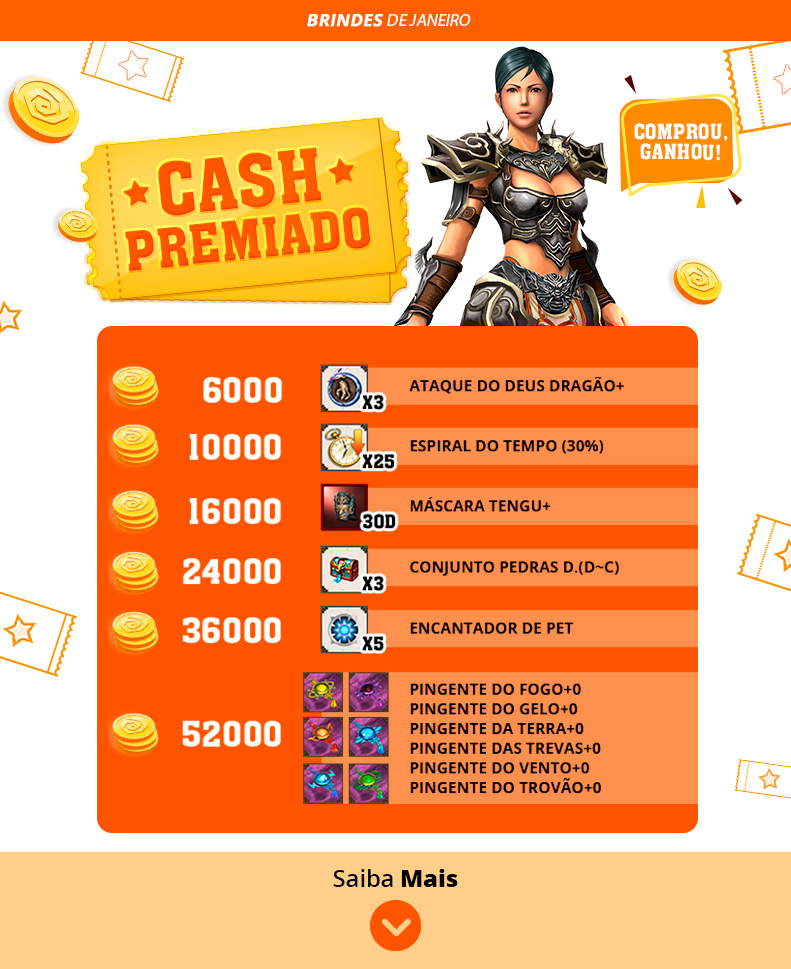 BRINDES DE JANEIRO
COMPROU,
GANHOU!
CASH
PREMIADO
6000 X3 ATAQUE DO DEUS DRAGÃO+
10000 X25 ESPIRAL DO TEMPO (30%)
16000 30D MÁSCARA TENGU+
24000 X3 CONJUNTO PEDRAS D.(D~C)
36000 X5 ENCANTADOR DE PET
52000
PINGENTE DO FOGO+0
PINGENTE DO GELO+0
PINGENTE DA TERRA+0
PINGENTE DAS TREVAS+0
PINGENTE DO VENTO+0
PINGENTE DO TROVÃO+0
Saiba Mais